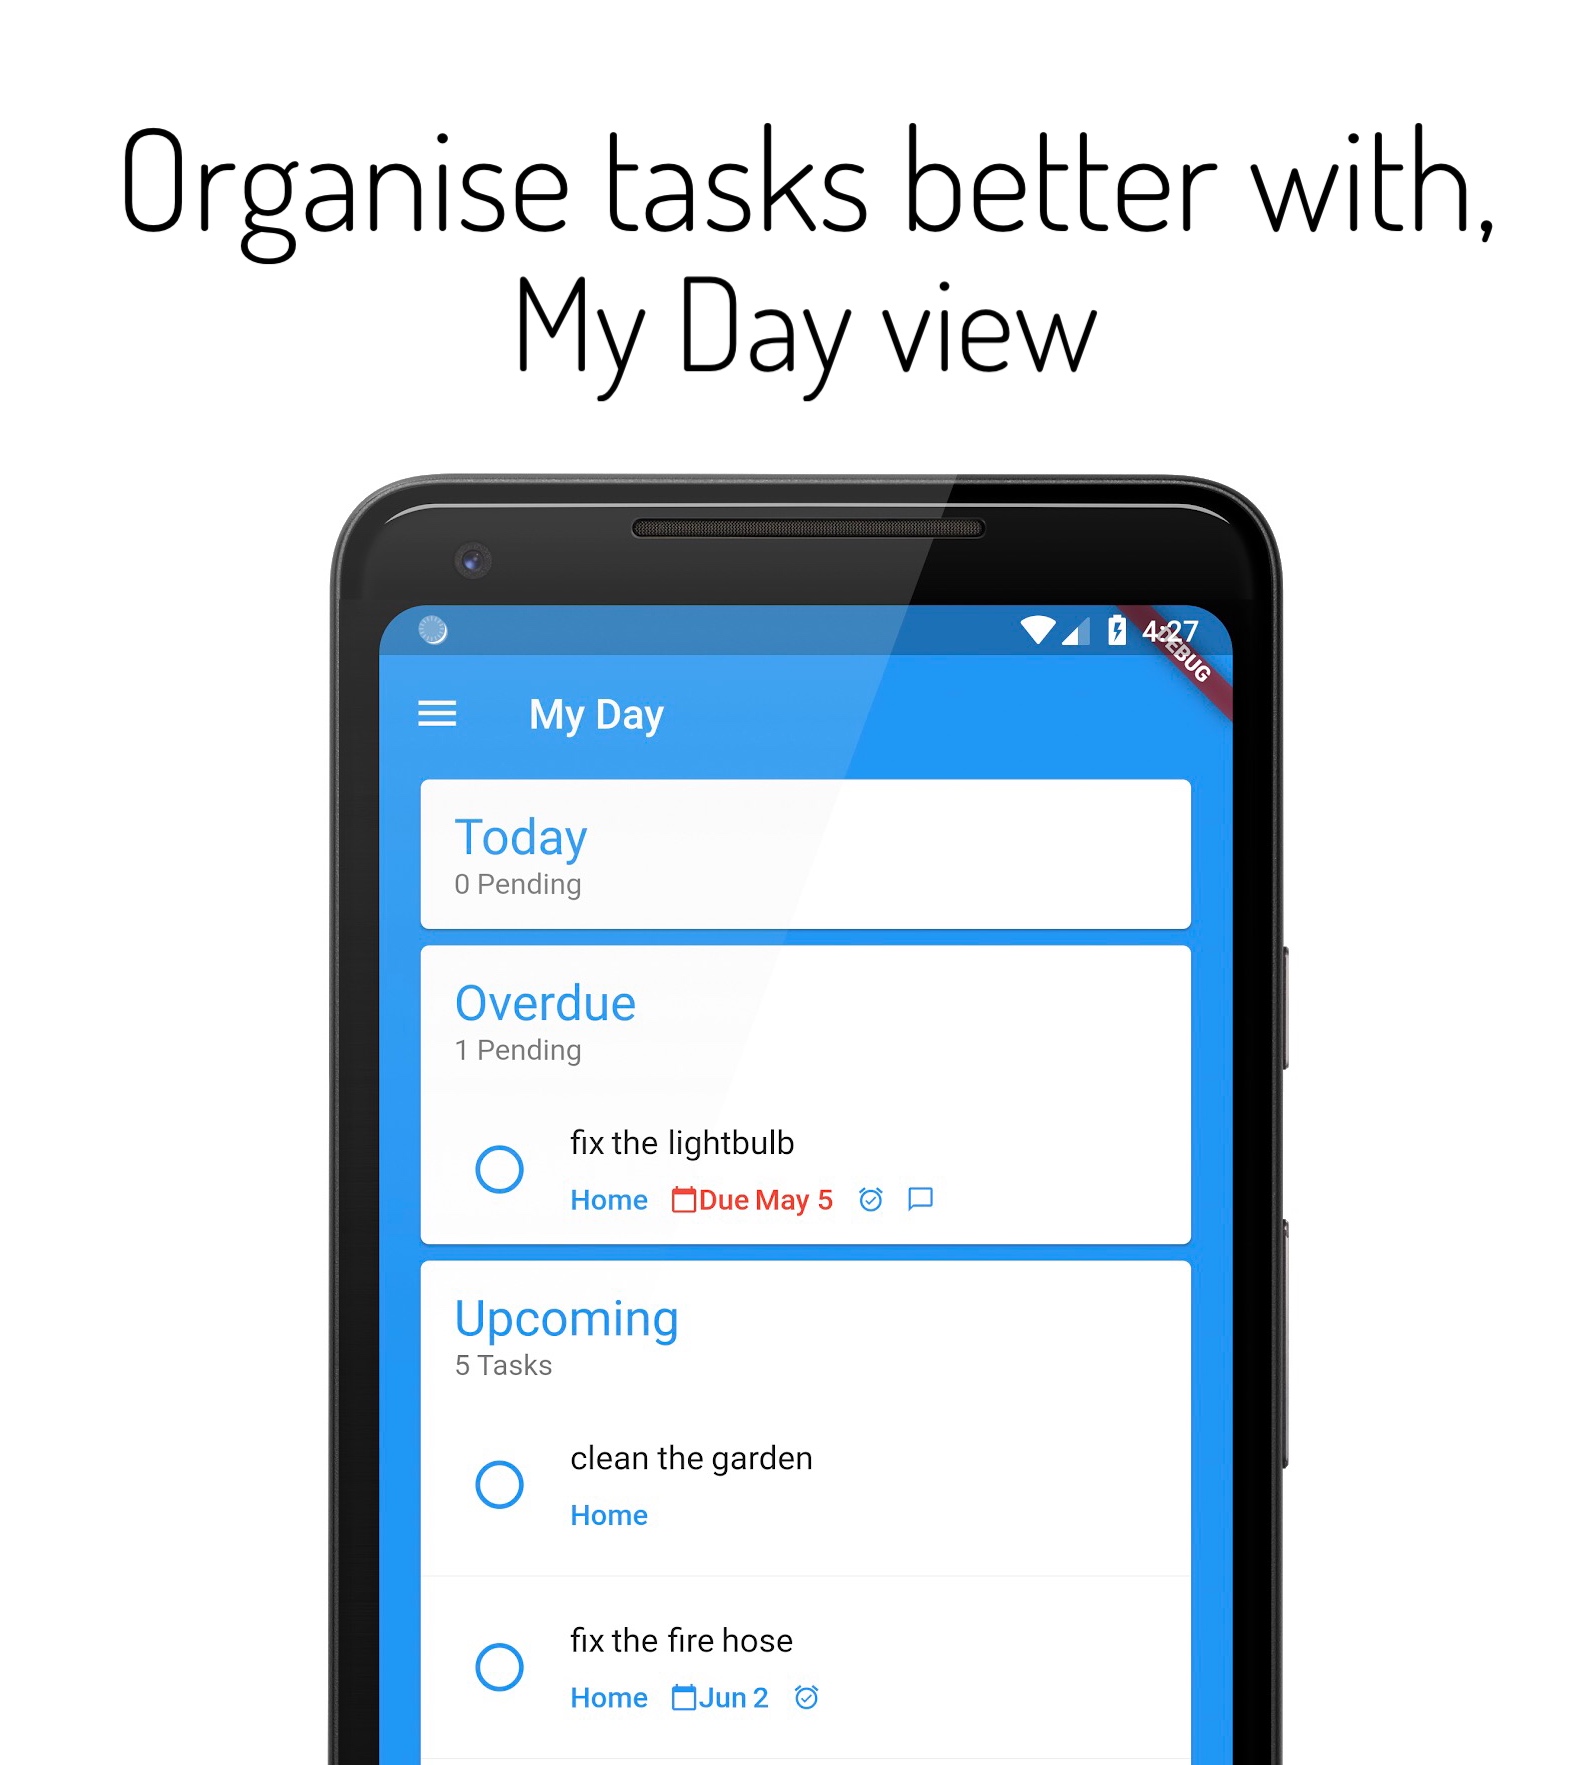 Organise tasks better with,
My Day view
4:27
DEBUG
My Day
Today
0 Pending
Overdue
1 Pending
fix the lightbulb
Home Due May 5
Upcoming
5 Tasks
clean the garden
Home
fix the fire hose
Home Jun 2